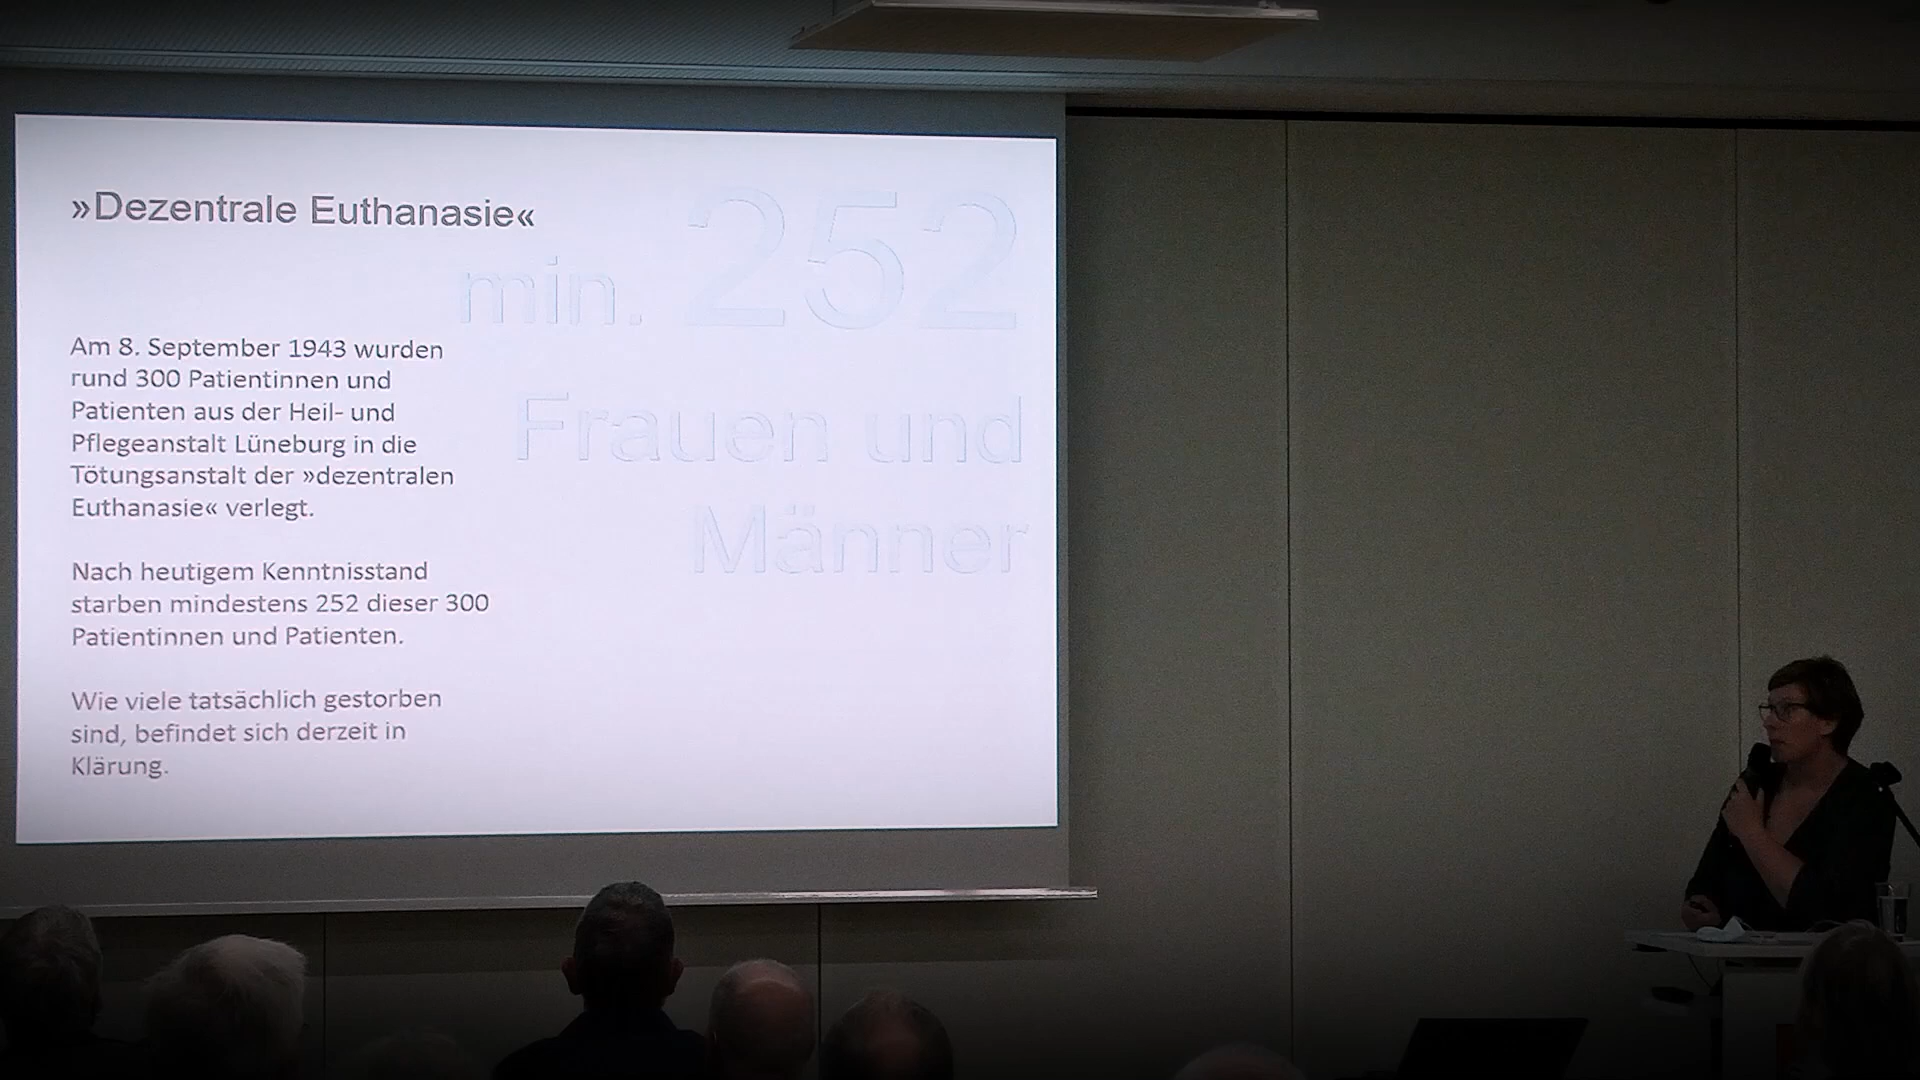 »Dezentrale Euthanasie«
min. 252
Frauen und
Männer
Am 8. September 1943 wurden
rund 300 Patientinnen und
Patienten aus der Heil- und
Pflegeanstalt Lüneburg in die
Tötungsanstalt der »dezentralen
Euthanasie« verlegt.
Nach heutigem Kenntnisstand
starben mindestens 252 dieser 300
Patientinnen und Patienten.
Wie viele tatsächlich gestorben
sind, befindet sich derzeit in
Klärung.